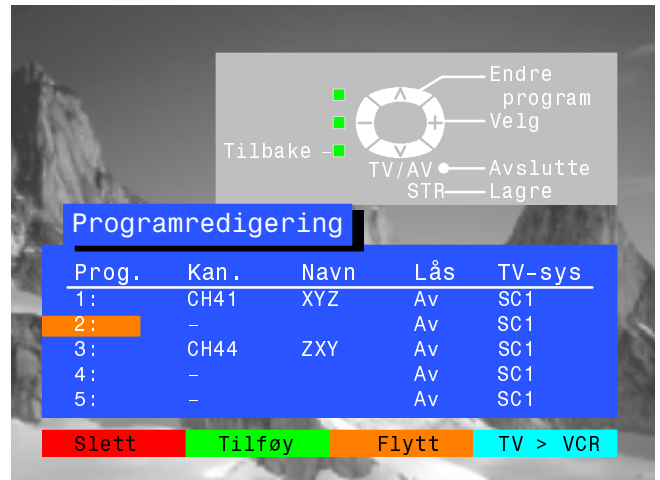 Endre
program
Velg
Tilbake
TV/AV Avslutte
STR Lagre
Programredigering
Prog. Kan. Navn Lås TV-sys
1: CH41 XYZ Av SC1
2: – Av SC1
3: CH44 ZXY Av SC1
4: – Av SC1
5: – Av SC1
Slett Tilføy Flytt TV > VCR